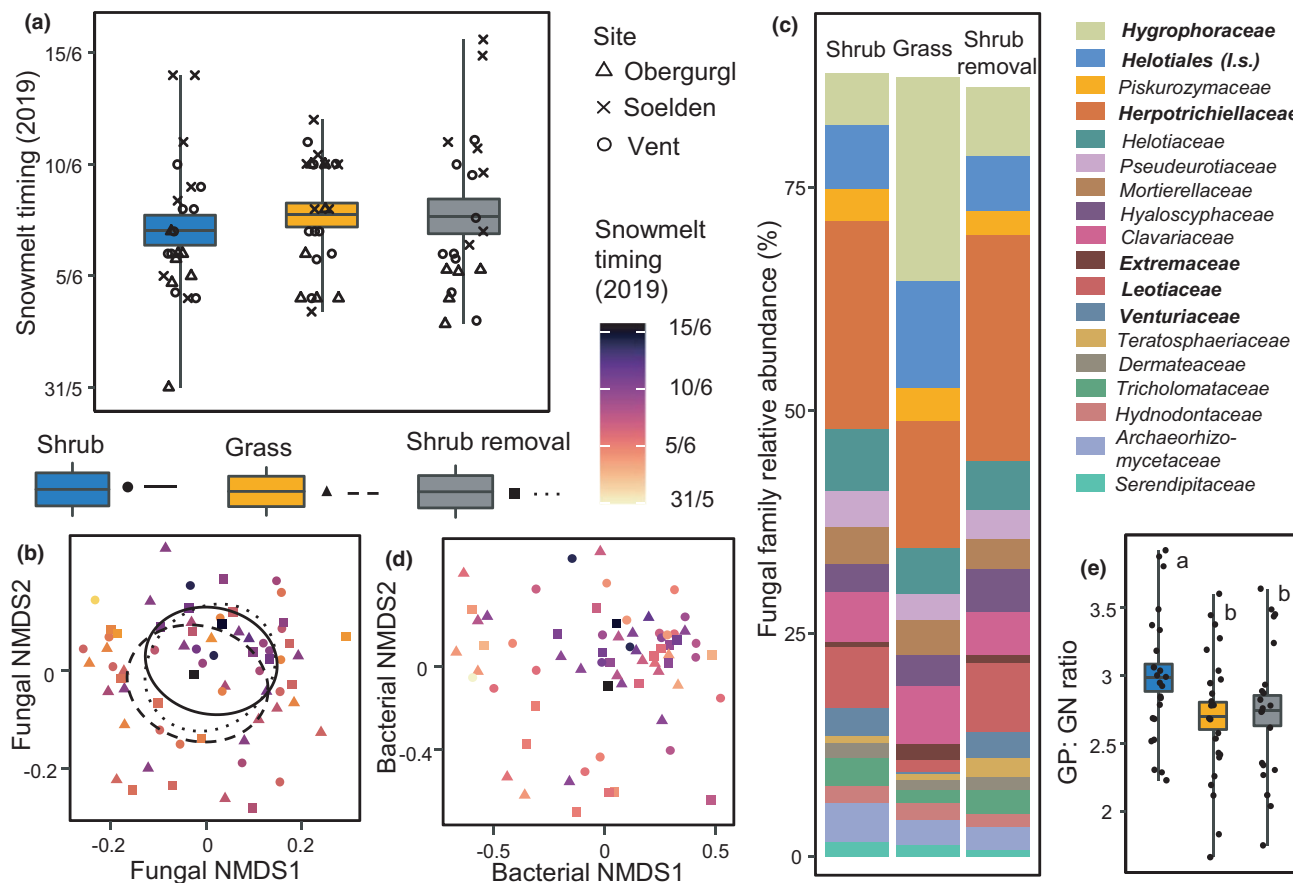 (a)
Snowmelt timing (2019)
15/6
10/6
5/6
31/5
Site
Obergurgl
Soelden
Vent
Snowmelt
timing
(2019)
15/6
10/6
5/6
31/5
Shrub
Grass
Shrub removal
(b)
Fungal NMDS2
0
-0.2
-0.2
0
0.2
Fungal NMDS1
(d)
Bacterial NMDS2
0
-0.4
-0.5
0
0.5
Bacterial NMDS1
(c)
Fungal family relative abundance (%)
75
50
25
0
Shrub
Grass
Shrub
removal
Hygrophoraceae
Helotiales (l.s.)
Piskurozymaceae
Herpotrichiellaceae
Helotiaceae
Pseudeurotiaceae
Mortierellaceae
Hyaloscyphaceae
Clavariaceae
Extremaceae
Leotiaceae
Venturiaceae
Teratosphaeriaceae
Dermateaceae
Tricholomataceae
Hydnodontaceae
Archaeorhizo-
mycetaceae
Serendipitaceae
(e)
GP: GN ratio
3.5
3
2.5
2
a
b
b